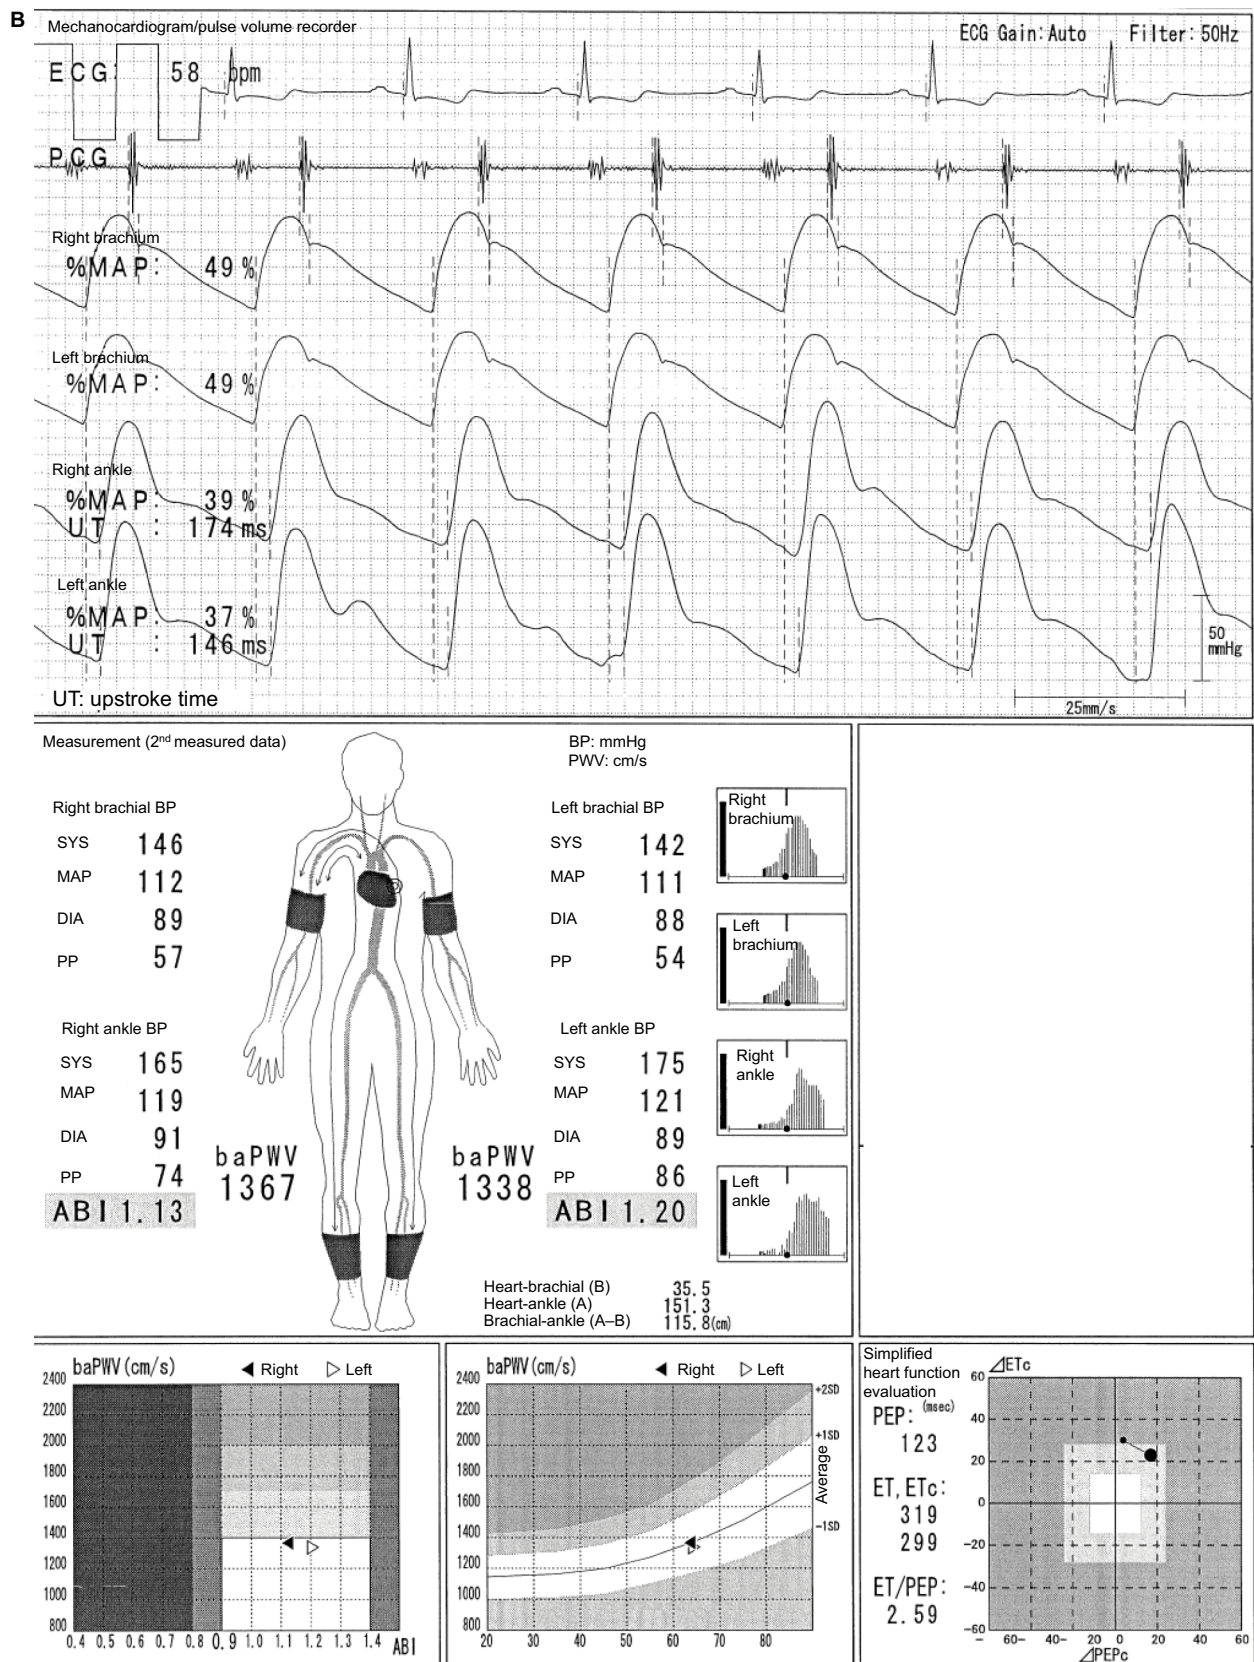 B
Mechanocardiogram/pulse volume recorder
ECG Gain:Auto Filter:50Hz
ECG: 58 bpm
PCG
Right brachium
%MAP: 49%
Left brachium
%MAP: 49%
Right ankle
%MAP: 39%
UT : 174ms
Left ankle
%MAP: 37%
UT : 146ms
50
mmHg
UT: upstroke time
25mm/s
Measurement (2nd measured data)
BP: mmHg
PWV: cm/s
Right brachial BP
SYS 146
MAP 112
DIA 89
PP 57
Left brachial BP
SYS 142
MAP 111
DIA 88
PP 54
Right brachium
Left brachium
Right ankle
Left ankle
Right ankle BP
SYS 165
MAP 119
DIA 91
PP 74
ABI 1.13
baPWV
1367
baPWV
1338
Left ankle BP
SYS 175
MAP 121
DIA 89
PP 86
ABI 1.20
Heart-brachial (B) 35.5
Heart-ankle (A) 151.3
Brachial-ankle (A–B) 115.8(cm)
baPWV(cm/s) Right Left
2400
2200
2000
1800
1600
1400
1200
1000
800
0.4 0.5 0.6 0.7 0.8 0.9 1.0 1.1 1.2 1.3 1.4 ABI
baPWV(cm/s) Right Left
2400
2200
2000
1800
1600
1400
1200
1000
800
20 30 40 50 60 70 80
+2SD
+1SD
Average
-1SD
Simplified
heart function
evaluation
PEP: (msec)
123
ET,ETc:
319
299
ET/PEP:
2.59
⊿ETc
60
40
20
0
-20
-40
-60
- 60- 40- 20 0 20 40 60
⊿PEPc